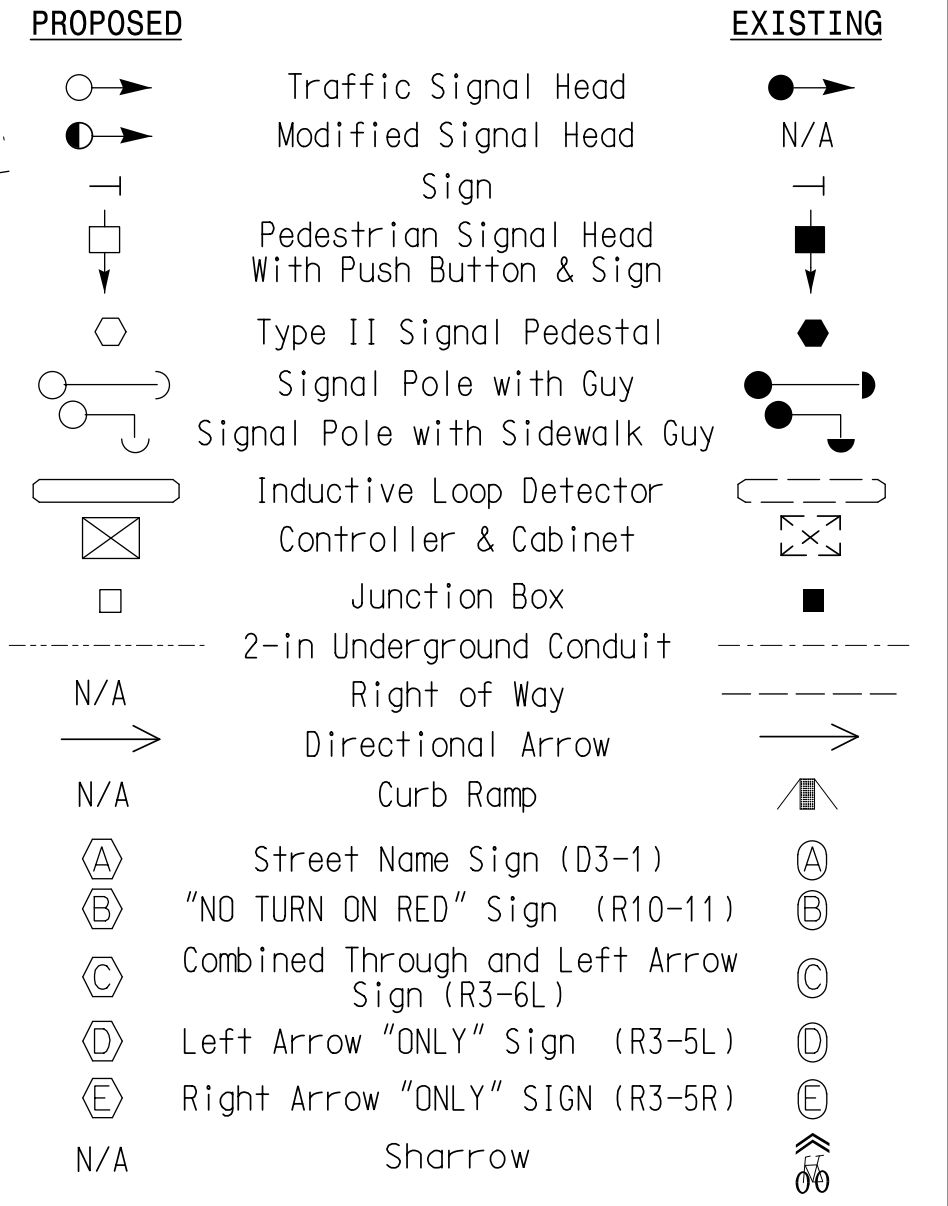 PROPOSED EXISTING
Traffic Signal Head
Modified Signal Head N/A
Sign
Pedestrian Signal Head
With Push Button & Sign
Type II Signal Pedestal
Signal Pole with Guy
Signal Pole with Sidewalk Guy
Inductive Loop Detector
Controller & Cabinet
Junction Box
2-in Underground Conduit
N/A Right of Way
Directional Arrow
N/A Curb Ramp
A Street Name Sign (D3-1) A
B "NO TURN ON RED" Sign (R10-11) B
Combined Through and Left Arrow
C Sign (R3-6L) C
D Left Arrow "ONLY" Sign (R3-5L) D
E Right Arrow "ONLY" SIGN (R3-5R) E
N/A Sharrow